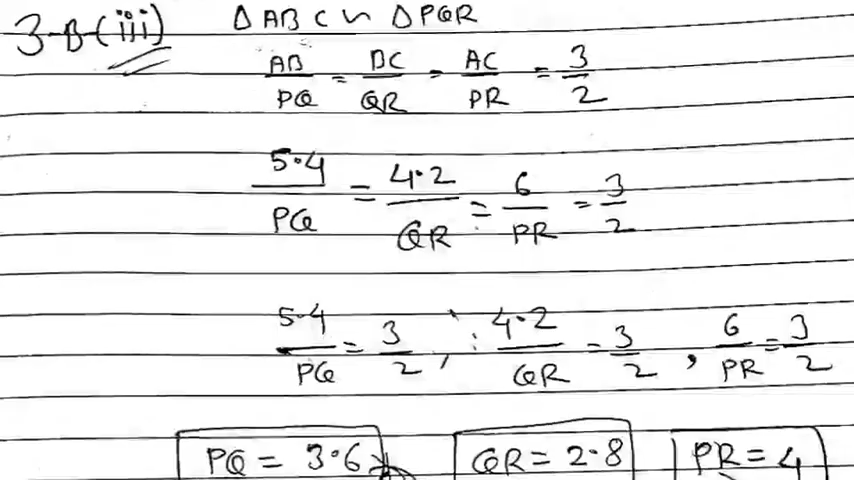 3-B-(iii) Δ ABC ~ Δ PQR
AB/PQ = BC/QR = AC/PR = 3/2
5.4/PQ = 4.2/QR = 6/PR = 3/2
5.4/PQ = 3/2 , : 4.2/QR = 3/2 , 6/PR = 3/2
PQ = 3.6 QR = 2.8 PR = 4